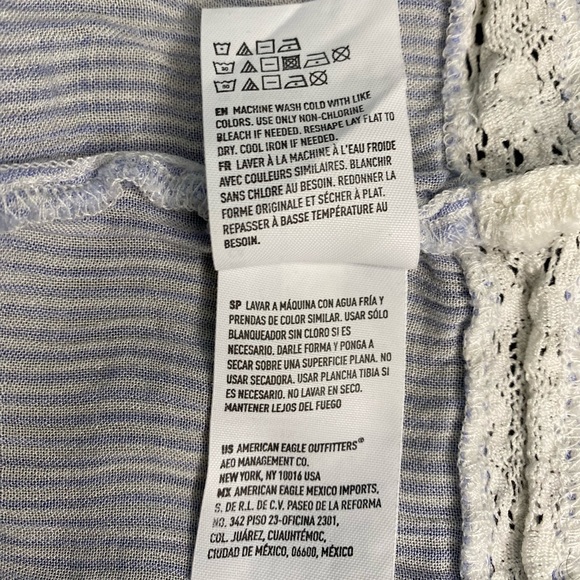 EN MACHINE WASH COLD WITH LIKE
COLORS. USE ONLY NON-CHLORINE
BLEACH IF NEEDED. RESHAPE LAY FLAT TO
DRY. COOL IRON IF NEEDED.
FR LAVER À LA MACHINE À L'EAU FROIDE
AVEC COULEURS SIMILAIRES. BLANCHIR
SANS CHLORE AU BESOIN. REDONNER LA
FORME ORIGINALE ET SÉCHER À PLAT.
REPASSER À BASSE TEMPÉRATURE AU
BESOIN.
SP LAVAR A MÁQUINA CON AGUA FRÍA Y
PRENDAS DE COLOR SIMILAR. USAR SÓLO
BLANQUEADOR SIN CLORO SI ES
NECESARIO. DARLE FORMA Y PONGA A
SECAR SOBRE UNA SUPERFICIE PLANA. NO
USAR SECADORA. USAR PLANCHA TIBIA SI
ES NECESARIO. NO LAVAR EN SECO.
MANTENER LEJOS DEL FUEGO
US AMERICAN EAGLE OUTFITTERS®
AEO MANAGEMENT CO.
NEW YORK, NY 10016 USA
MX AMERICAN EAGLE MEXICO IMPORTS,
S. DE R.L. DE C.V. PASEO DE LA REFORMA
NO. 342 PISO 23-OFICINA 2301,
COL. JUÁREZ, CUAUHTÉMOC,
CIUDAD DE MÉXICO, 06600, MÉXICO